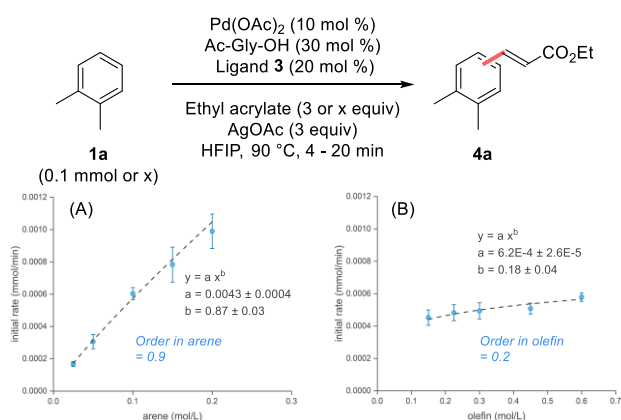 Pd(OAc)₂ (10 mol %)
Ac-Gly-OH (30 mol %)
Ligand 3 (20 mol %)
Ethyl acrylate (3 or x equiv)
AgOAc (3 equiv)
HFIP, 90 °C, 4 - 20 min
1a
(0.1 mmol or x)
CO₂Et
4a
(A)
initial rate (mmol/min)
0.0012
0.0010
0.0008
0.0006
0.0004
0.0002
0.0000
y = a xᵇ
a = 0.0043 ± 0.0004
b = 0.87 ± 0.03
Order in arene
= 0.9
0.0
0.1
0.2
0.3
arene (mol/L)
(B)
initial rate (mmol/min)
0.0012
0.0010
0.0008
0.0006
0.0004
0.0002
0.0000
y = a xᵇ
a = 6.2E-4 ± 2.6E-5
b = 0.18 ± 0.04
Order in olefin
= 0.2
0.0
0.1
0.2
0.3
0.4
0.5
0.6
0.7
olefin (mol/L)